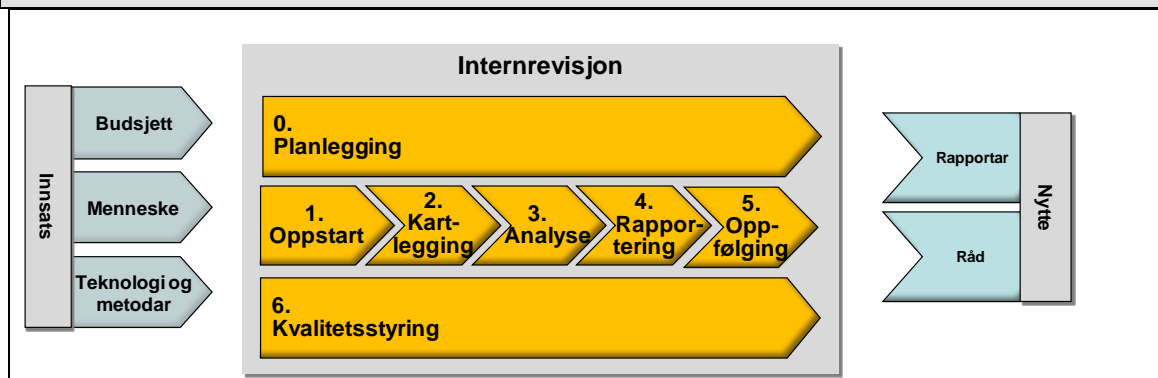 Internrevisjon
Innsats
Budsjett
Menneske
Teknologi og
metodar
0.
Planlegging
1.
Oppstart
2.
Kart-
legging
3.
Analyse
4.
Rappor-
tering
5.
Opp-
følging
6.
Kvalitetsstyring
Rapportar
Råd
Nytte